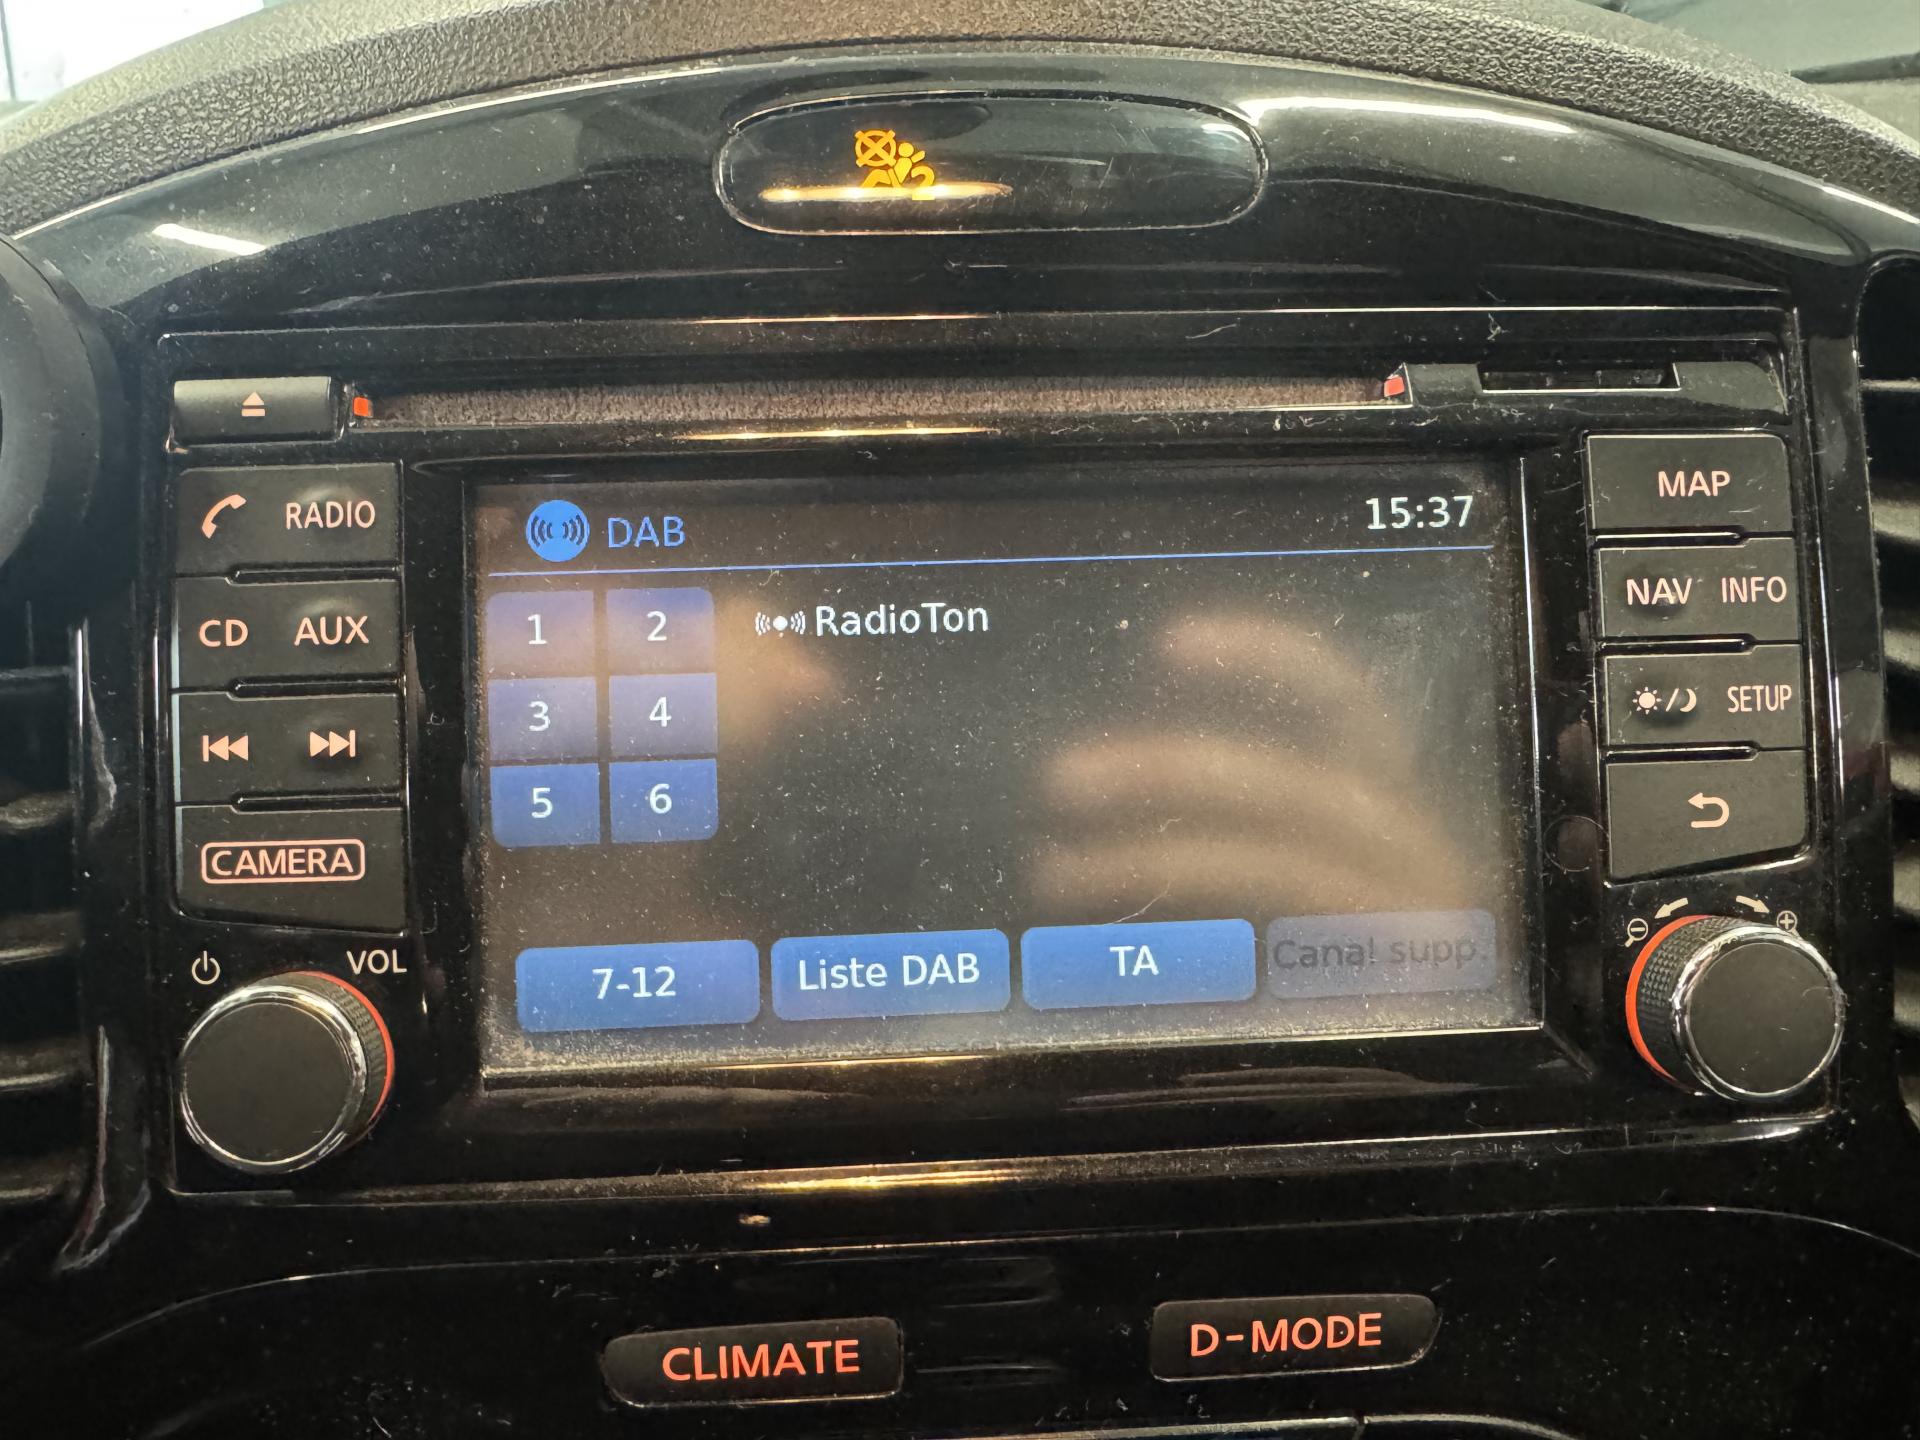 2
RADIO
CD AUX
CAMERA
VOL
DAB 15:37
1 2
3 4
5 6
RadioTon
7-12 Liste DAB TA Canal supp.
MAP
NAV INFO
SETUP
CLIMATE D-MODE